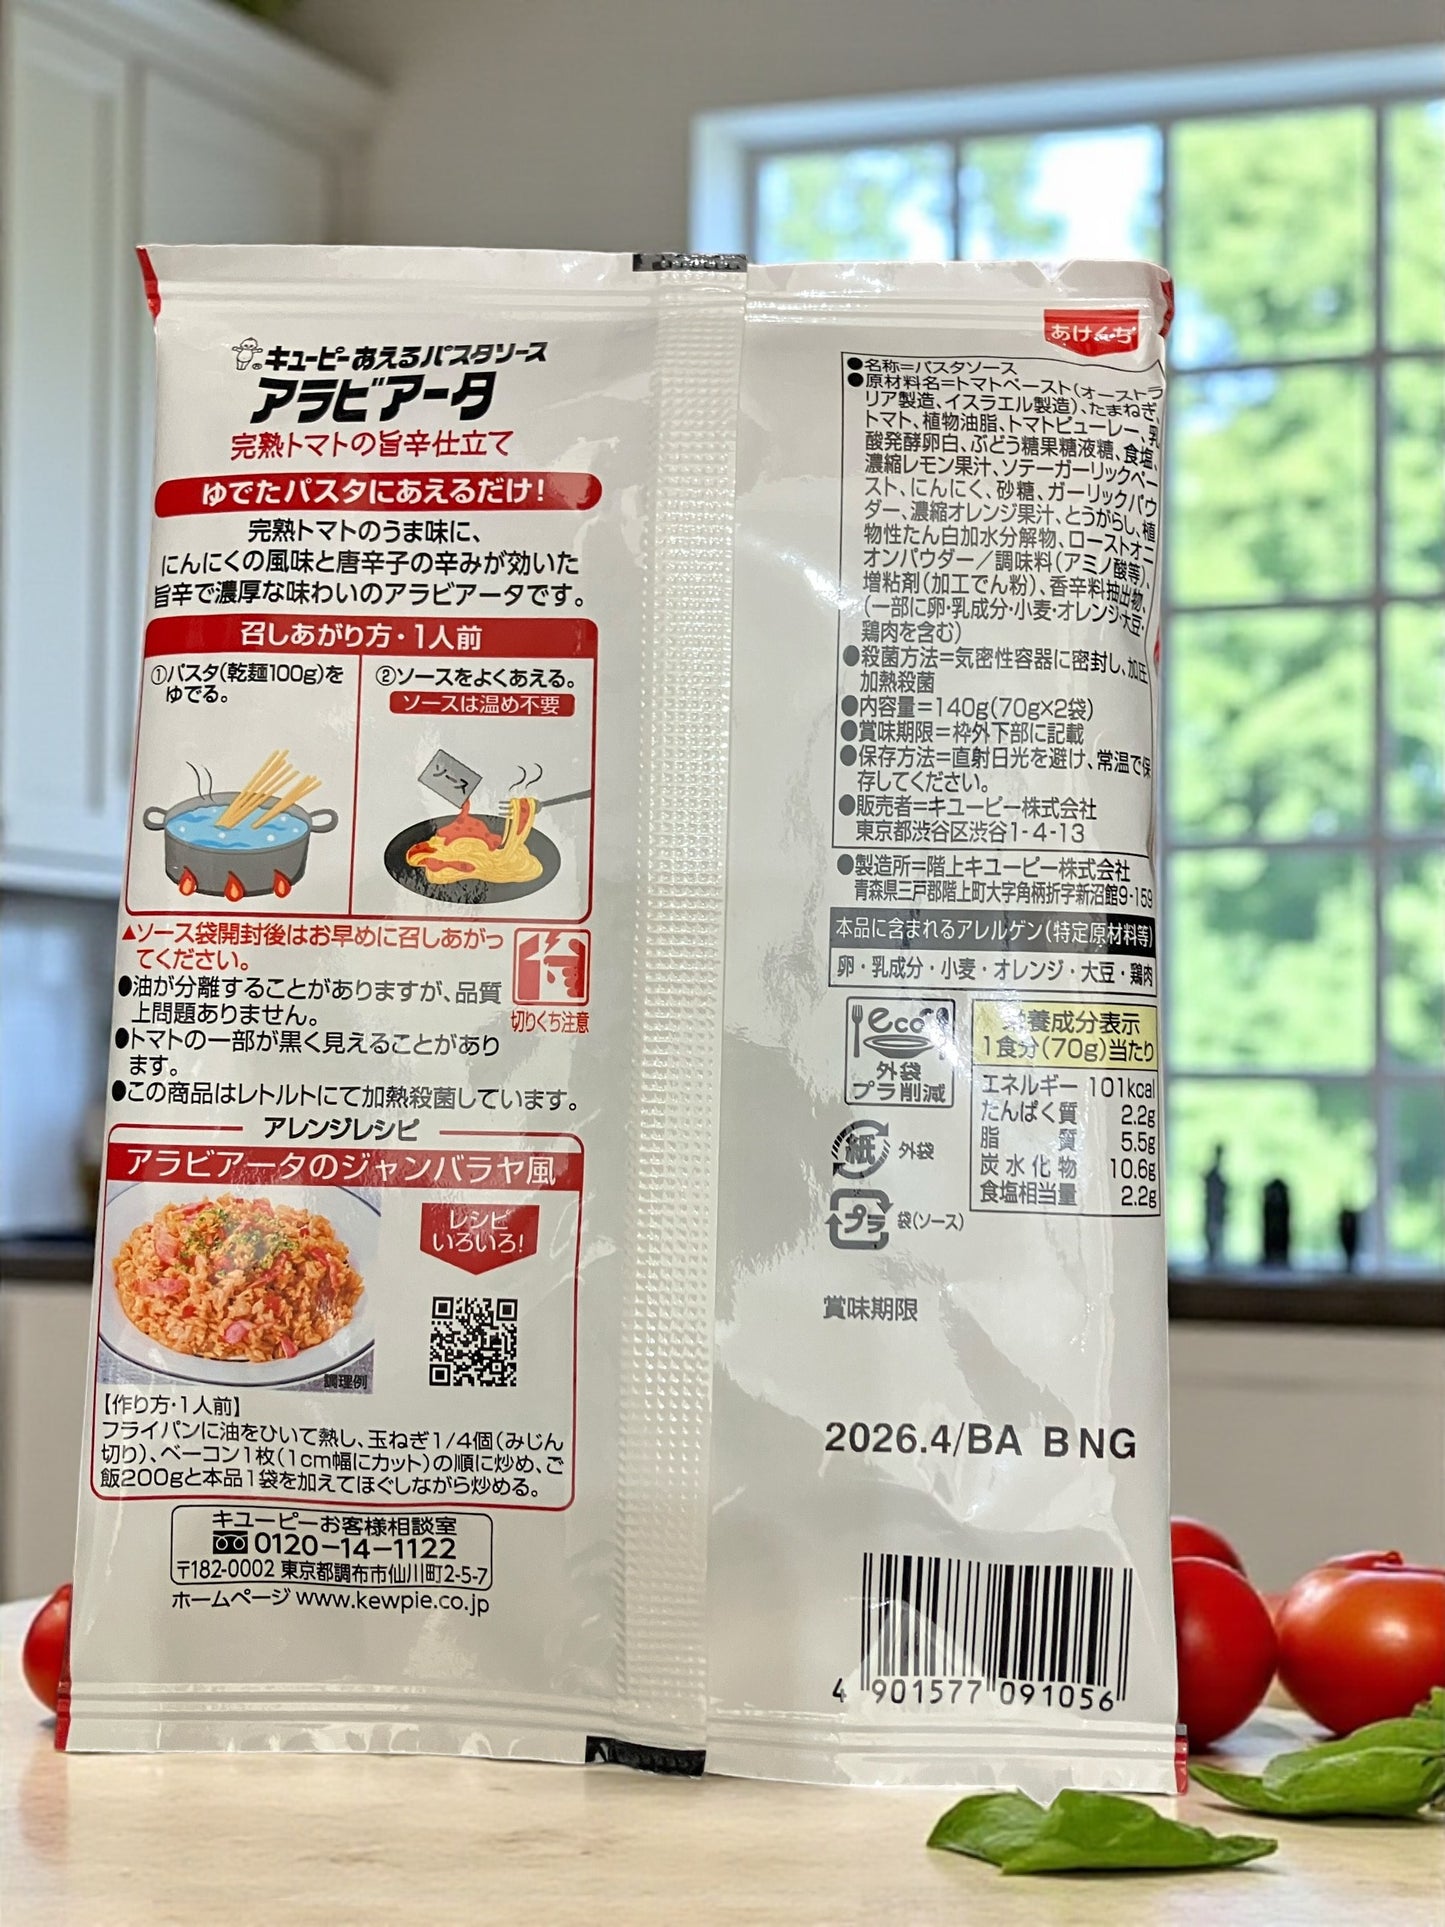 キユーピーあえるパスタソース
アラビアータ
完熟トマトの旨辛仕立て
ゆでたパスタにあえるだけ!
完熟トマトのうま味に、
にんにくの風味と唐辛子の辛みが効いた
旨辛で濃厚な味わいのアラビアータです。
召しあがり方・1人前
①パスタ(乾麺100g)を
ゆでる。
②ソースをよくあえる。
ソースは温め不要
ソース
▲ソース袋開封後はお早めに召しあがっ
てください。
切りくち注意
●油が分離することがありますが、品質
上問題ありません。
●トマトの一部が黒く見えることがあり
ます。
●この商品はレトルトにて加熱殺菌しています。
アレンジレシピ
アラビアータのジャンバラヤ風
レシピ
いろいろ!
調理例
【作り方・1人前】
フライパンに油をひいて熱し、玉ねぎ1/4個(みじん
切り)、ベーコン1枚(1cm幅にカット)の順に炒め、ご
飯200gと本品1袋を加えてほぐしながら炒める。
キユーピーお客様相談室
0120-14-1122
〒182-0002 東京都調布市仙川町2-5-7
ホームページ www.kewpie.co.jp
あけくち
●名称=パスタソース
●原材料名=トマトペースト(オーストラ
リア製造、イスラエル製造)、たまねぎ、
トマト、植物油脂、トマトピューレー、乳
酸発酵卵白、ぶどう糖果糖液糖、食塩、
濃縮レモン果汁、ソテーガーリックペー
スト、にんにく、砂糖、ガーリックパウ
ダー、濃縮オレンジ果汁、とうがらし、植
物性たん白加水分解物、ローストオニ
オンパウダー/調味料(アミノ酸等)、
増粘剤(加工でん粉)、香辛料抽出物、
(一部に卵・乳成分・小麦・オレンジ・大豆・
鶏肉を含む)
●殺菌方法=気密性容器に密封し、加圧
加熱殺菌
●内容量=140g(70g×2袋)
●賞味期限=枠外下部に記載
●保存方法=直射日光を避け、常温で保
存してください。
●販売者=キユーピー株式会社
東京都渋谷区渋谷1-4-13
●製造所=階上キユーピー株式会社
青森県三戸郡階上町大字角柄折字新沼館9-159
本品に含まれるアレルゲン(特定原材料等)
卵・乳成分・小麦・オレンジ・大豆・鶏肉
eco
外袋
プラ削減
紙 外袋
プラ 袋(ソース)
栄養成分表示
1食分(70g)当たり
エネルギー 101kcal
たんぱく質 2.2g
脂質 5.5g
炭水化物 10.6g
食塩相当量 2.2g
賞味期限
2026.4/BA B NG
4 901577 091056